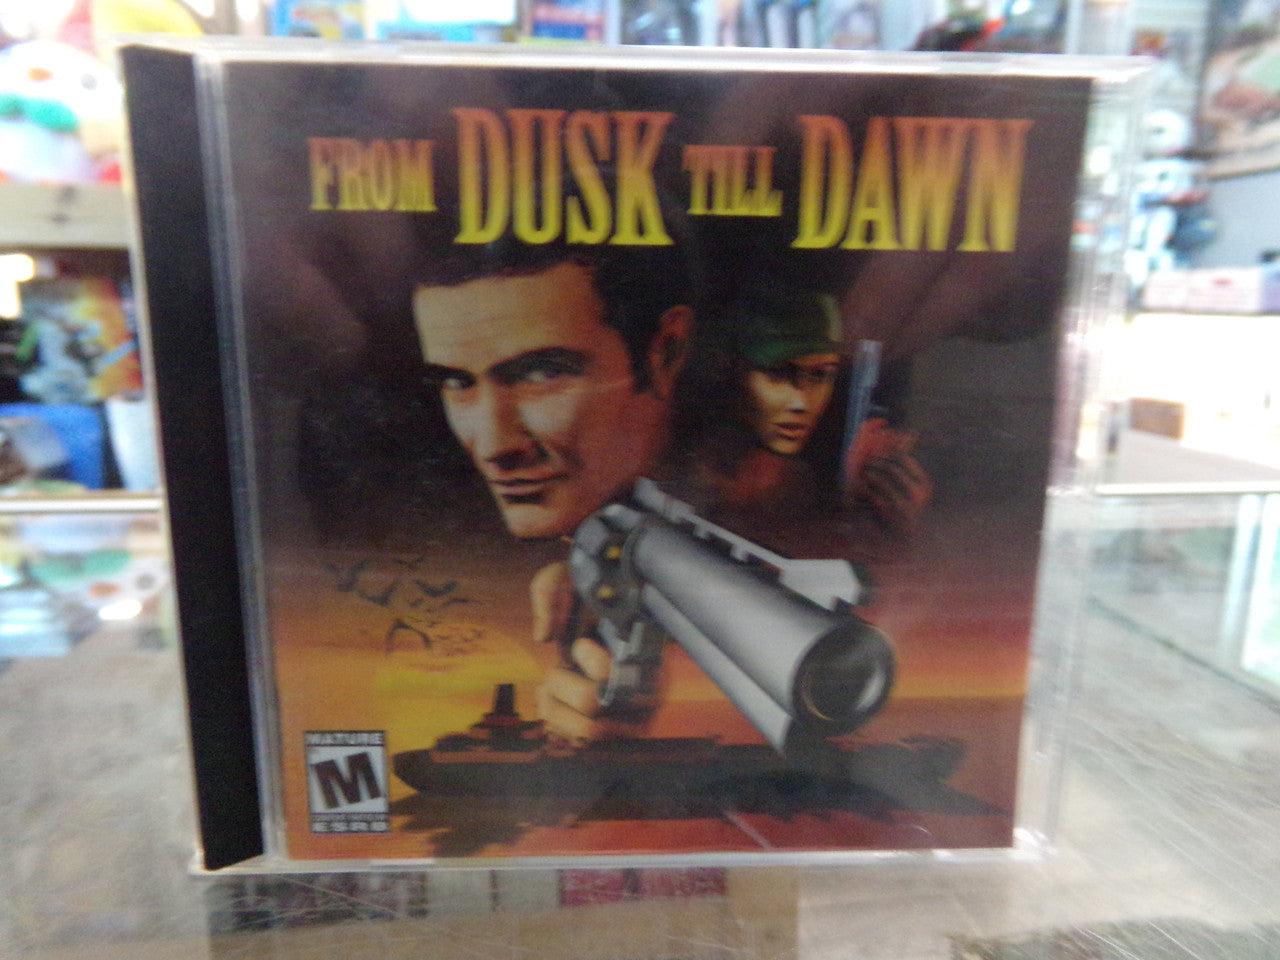 FROM DUSK TILL DAWN
MATURE
M
ESRB